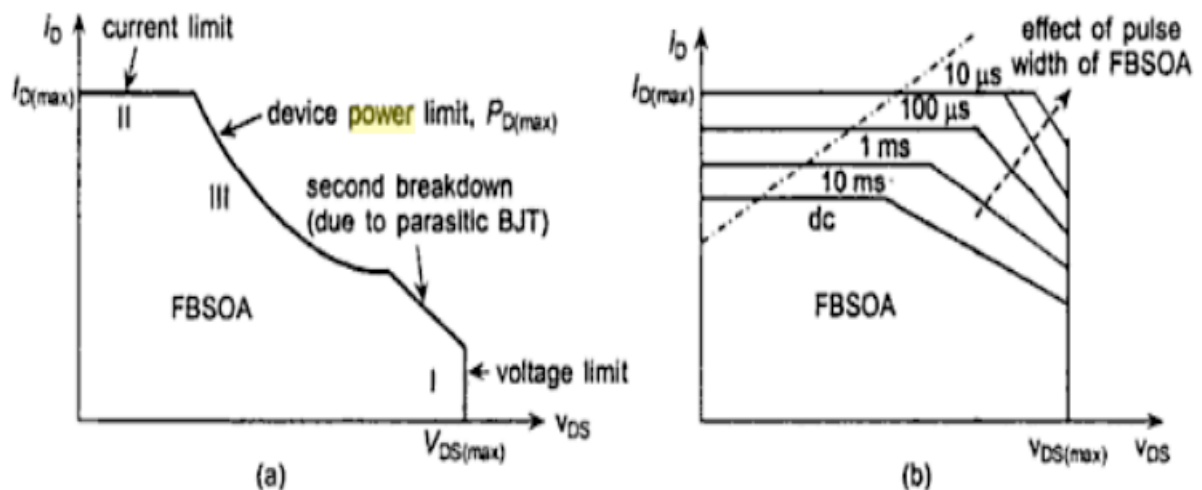 i_D
current limit
I_D(max)
II
device power limit, P_D(max)
III
second breakdown
(due to parasitic BJT)
FBSOA
I
voltage limit
V_DS(max)
v_DS
(a)
i_D
effect of pulse
width of FBSOA
I_D(max)
10 μs
100 μs
1 ms
10 ms
dc
FBSOA
v_DS(max)
v_DS
(b)